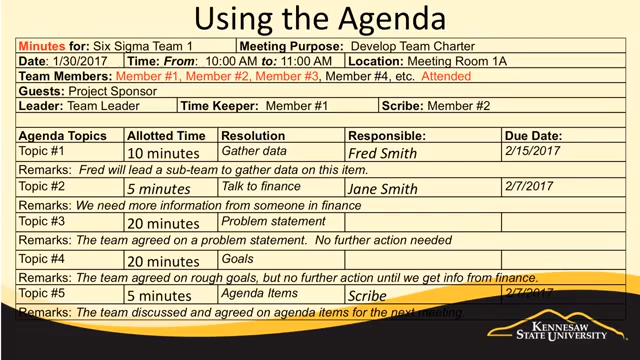 Using the Agenda
Minutes for: Six Sigma Team 1 Meeting Purpose: Develop Team Charter
Date: 1/30/2017 Time: From: 10:00 AM to: 11:00 AM Location: Meeting Room 1A
Team Members: Member #1, Member #2, Member #3, Member #4, etc. Attended
Guests: Project Sponsor
Leader: Team Leader Time Keeper: Member #1 Scribe: Member #2
Agenda Topics Allotted Time Resolution Responsible: Due Date:
Topic #1 10 minutes Gather data Fred Smith 2/15/2017
Remarks: Fred will lead a sub-team to gather data on this item.
Topic #2 5 minutes Talk to finance Jane Smith 2/7/2017
Remarks: We need more information from someone in finance
Topic #3 20 minutes Problem statement
Remarks: The team agreed on a problem statement. No further action needed
Topic #4 20 minutes Goals
Remarks: The team agreed on rough goals, but no further action until we get info from finance.
Topic #5 5 minutes Agenda Items Scribe 2/7/2017
Remarks: The team discussed and agreed on agenda items for the next meeting.
KENNESAW
STATE UNIVERSITY